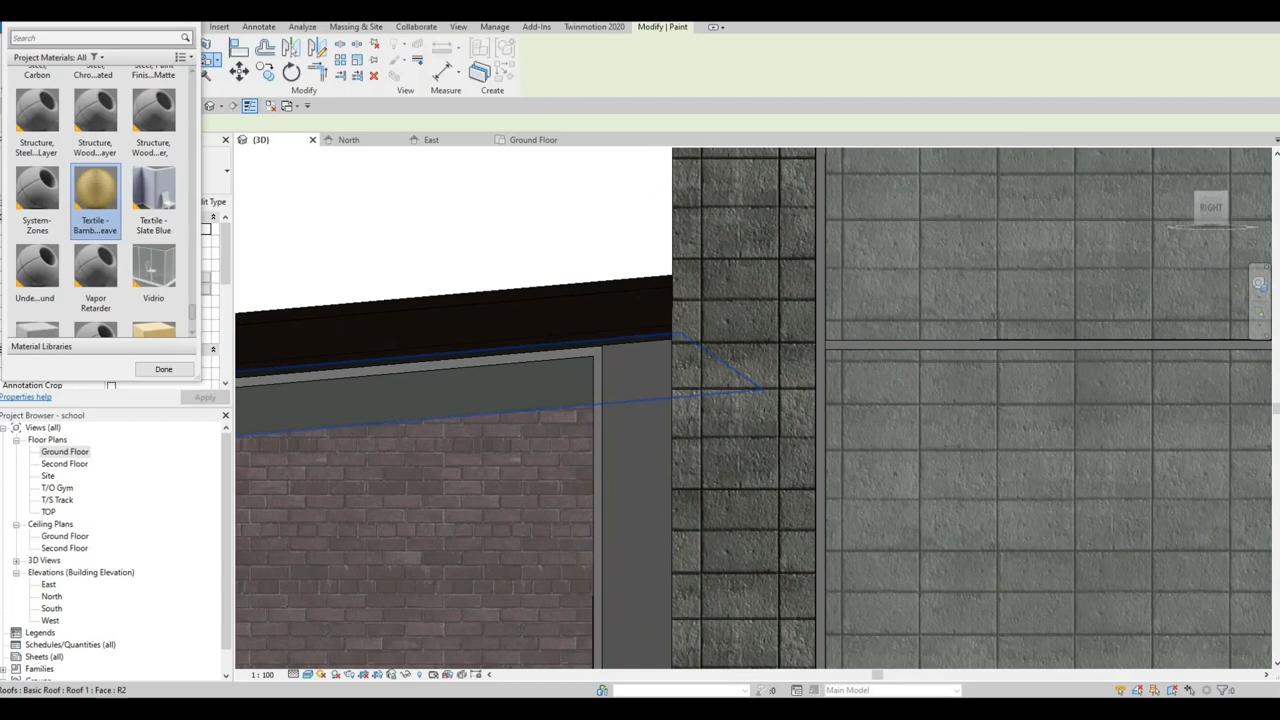 Insert Annotate Analyze Massing & Site Collaborate View Manage Add-Ins Twinmotion 2020 Modify | Paint
Search
Project Materials: All
Modify View Measure Create
Carbon Chro...ated Finis...Matte
Structure, Steel...Layer
Structure, Wood...ayer
Structure, Wood...er,
{3D} North East Ground Floor
System-Zones
Textile - Bamb...eave
Textile - Slate Blue
dit Type
RIGHT
Unde...und
Vapor Retarder
Vidrio
Material Libraries
Done
Annotation Crop
Properties help
Apply
Project Browser - school
Views (all)
Floor Plans
Ground Floor
Second Floor
Site
T/O Gym
T/S Track
TOP
Ceiling Plans
Ground Floor
Second Floor
3D Views
Elevations (Building Elevation)
East
North
South
West
Legends
Schedules/Quantities (all)
Sheets (all)
Families
1 : 100
Roofs : Basic Roof : Roof 1 : Face : R2
:0
Main Model
:0